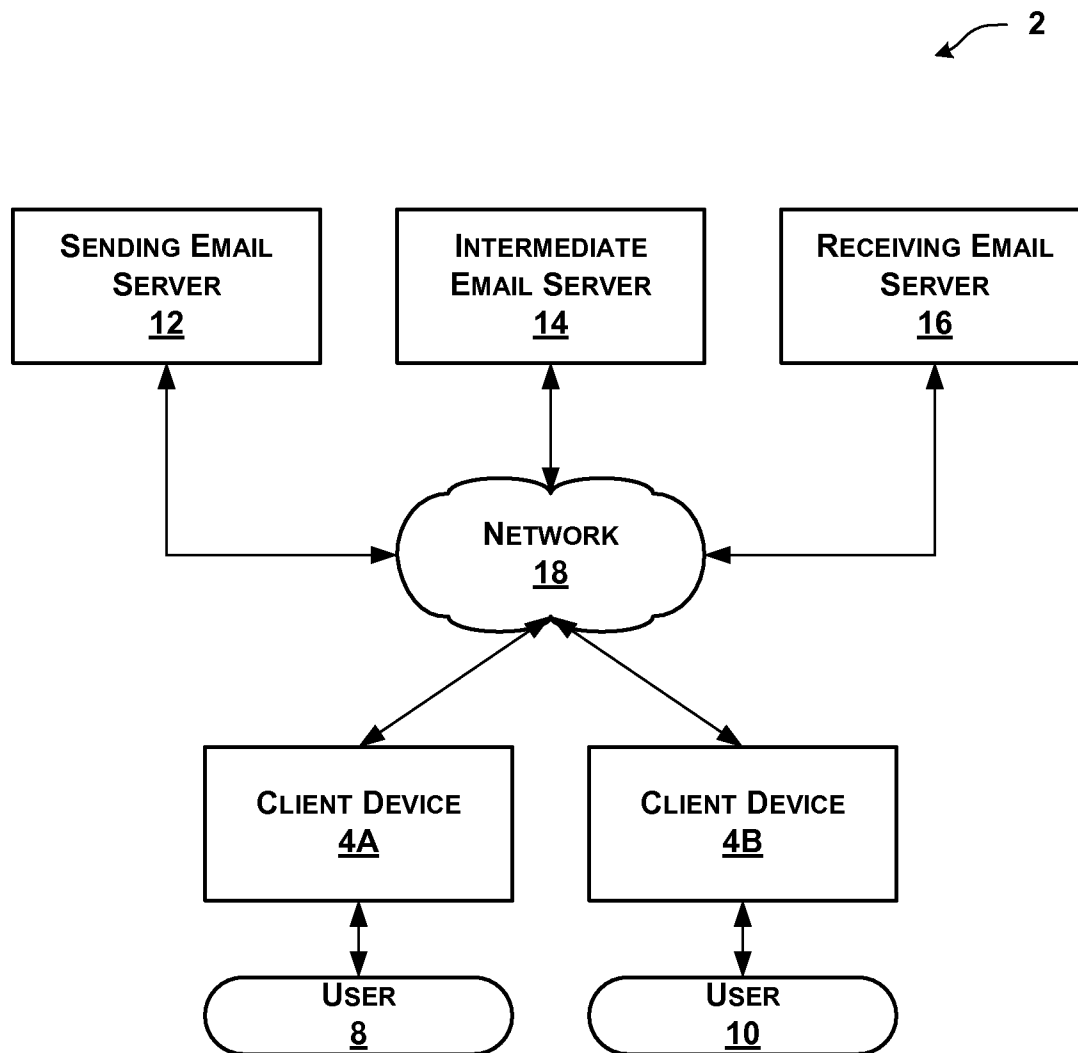 2
SENDING EMAIL
SERVER
12
INTERMEDIATE
EMAIL SERVER
14
RECEIVING EMAIL
SERVER
16
NETWORK
18
CLIENT DEVICE
4A
CLIENT DEVICE
4B
USER
8
USER
10